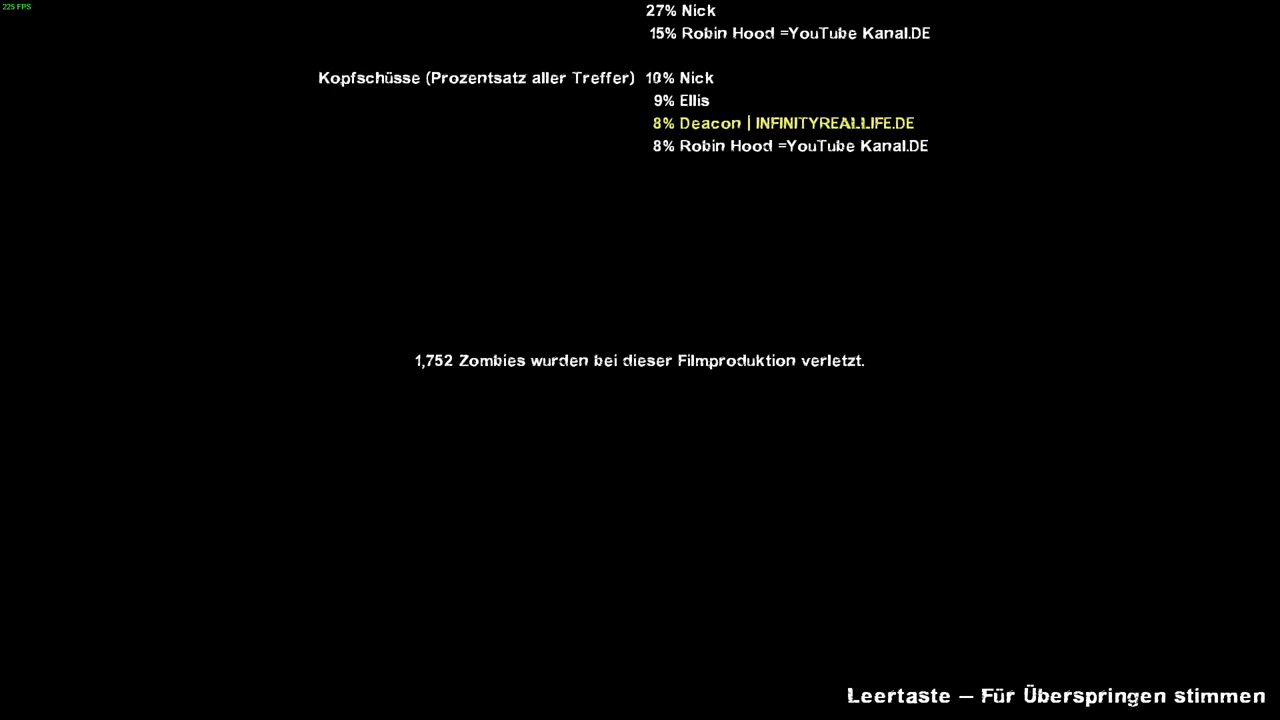 225 FPS
27% Nick
15% Robin Hood =YouTube Kanal.DE
Kopfschüsse (Prozentsatz aller Treffer) 10% Nick
9% Ellis
8% Deacon | INFINITYREALLIFE.DE
8% Robin Hood =YouTube Kanal.DE
1,752 Zombies wurden bei dieser Filmproduktion verletzt.
Leertaste – Für Überspringen stimmen